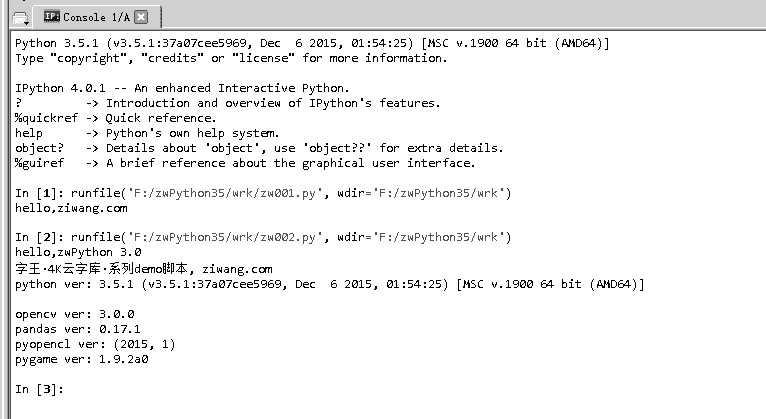 IP: Console 1/A
Python 3.5.1 (v3.5.1:37a07cee5969, Dec  6 2015, 01:54:25) [MSC v.1900 64 bit (AMD64)]
Type "copyright", "credits" or "license" for more information.
IPython 4.0.1 -- An enhanced Interactive Python.
?         -> Introduction and overview of IPython's features.
%quickref -> Quick reference.
help      -> Python's own help system.
object?   -> Details about 'object', use 'object??' for extra details.
%guiref   -> A brief reference about the graphical user interface.
In [1]: runfile('F:/zwPython35/wrk/zw001.py', wdir='F:/zwPython35/wrk')
hello,ziwang.com
In [2]: runfile('F:/zwPython35/wrk/zw002.py', wdir='F:/zwPython35/wrk')
hello,zwPython 3.0
字王·4K云字库·系列demo脚本, ziwang.com
python ver: 3.5.1 (v3.5.1:37a07cee5969, Dec  6 2015, 01:54:25) [MSC v.1900 64 bit (AMD64)]
opencv ver: 3.0.0
pandas ver: 0.17.1
pyopencl ver: (2015, 1)
pygame ver: 1.9.2a0
In [3]: